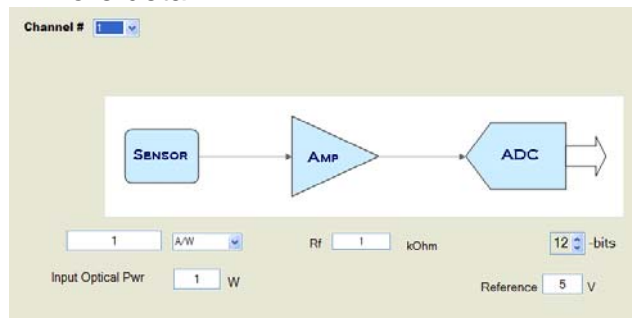 Channel # 1
SENSOR AMP ADC
1 A/W Rf 1 kOhm 12 -bits
Input Optical Pwr 1 W Reference 5 V